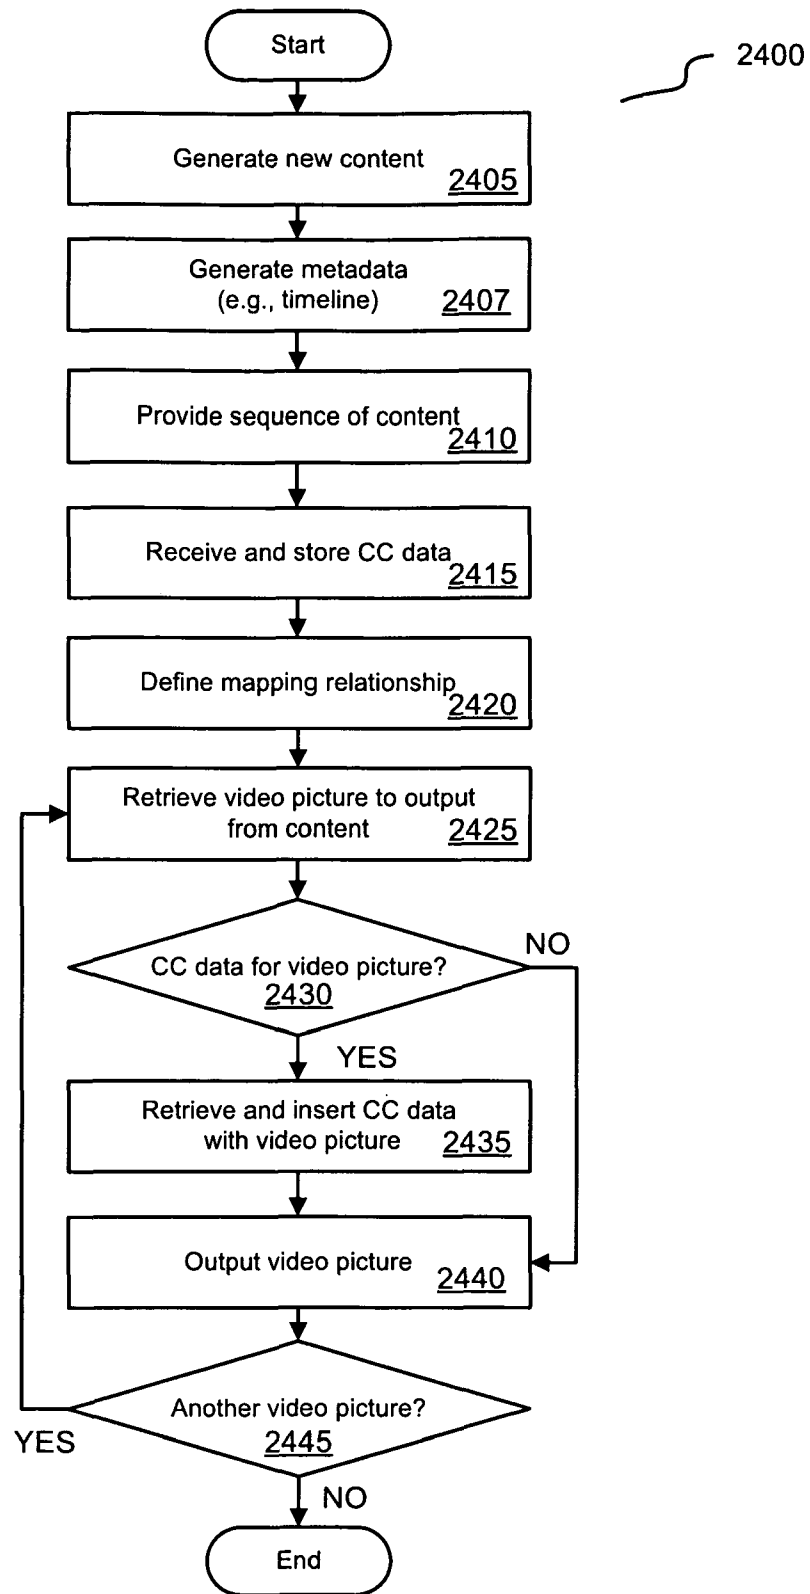 Start
2400
Generate new content
2405
Generate metadata
(e.g., timeline)
2407
Provide sequence of content
2410
Receive and store CC data
2415
Define mapping relationship
2420
Retrieve video picture to output
from content
2425
CC data for video picture?
2430
NO
YES
Retrieve and insert CC data
with video picture
2435
Output video picture
2440
Another video picture?
2445
YES
NO
End